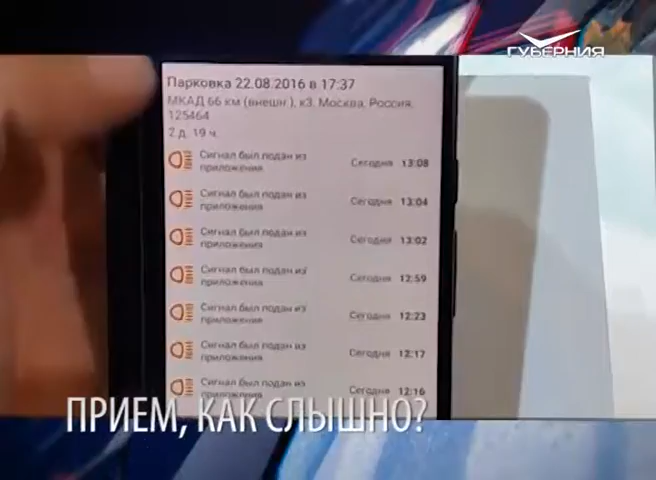 ГУБЕРНИЯ
Парковка 22.08.2016 в 17:37
МКАД 66 км (внешн.), к3, Москва, Россия,
125464
2 д. 19 ч.
Сигнал был подан из
приложения
Сегодня 13:08
Сигнал был подан из
приложения
Сегодня 13:04
Сигнал был подан из
приложения
Сегодня 13:02
Сигнал был подан из
приложения
Сегодня 12:59
Сигнал был подан из
приложения
Сегодня 12:23
Сигнал был подан из
приложения
Сегодня 12:17
Сигнал был подан из
приложения
Сегодня 12:16
ПРИЕМ, КАК СЛЫШНО?